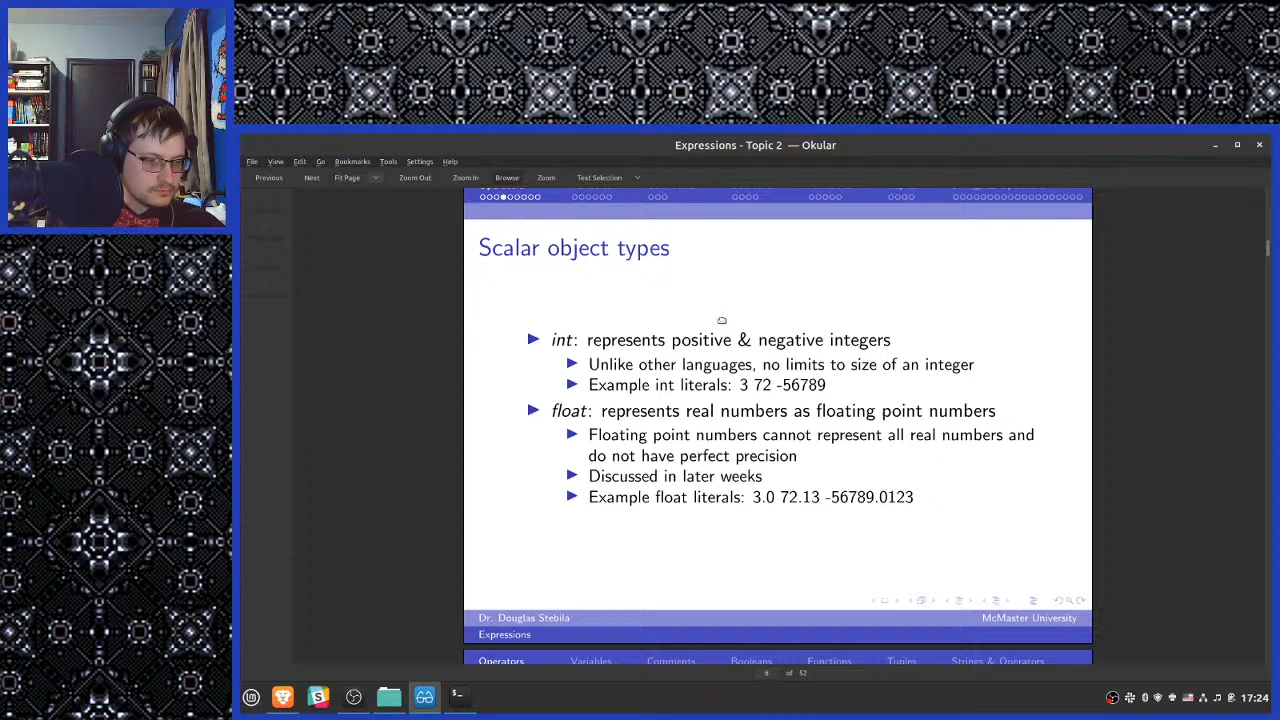 Expressions - Topic 2 — Okular
File View Edit Go Bookmarks Tools Settings Help
Previous Next Fit Page Zoom Out Zoom In Browse Zoom Text Selection
Scalar object types
int: represents positive & negative integers
Unlike other languages, no limits to size of an integer
Example int literals: 3 72 -56789
float: represents real numbers as floating point numbers
Floating point numbers cannot represent all real numbers and
do not have perfect precision
Discussed in later weeks
Example float literals: 3.0 72.13 -56789.0123
Dr. Douglas Stebila McMaster University
Expressions
Operators Variables Comments Booleans Functions Tuples Strings & Operators
6 of 52
17:24